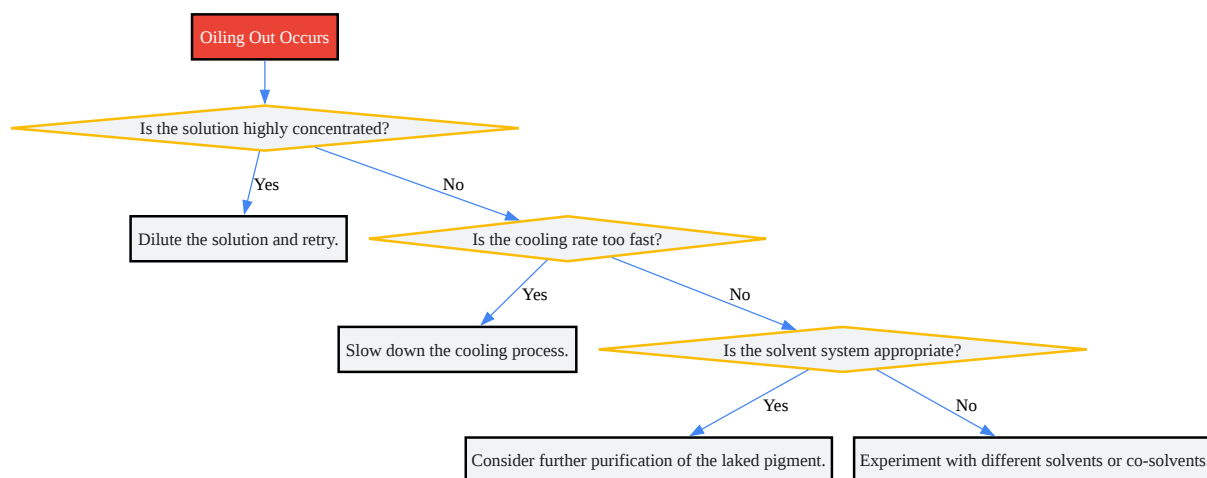 Oiling Out Occurs
Is the solution highly concentrated?
Yes
No
Dilute the solution and retry.
Is the cooling rate too fast?
Yes
No
Slow down the cooling process.
Is the solvent system appropriate?
Yes
No
Consider further purification of the laked pigment.
Experiment with different solvents or co-solvents